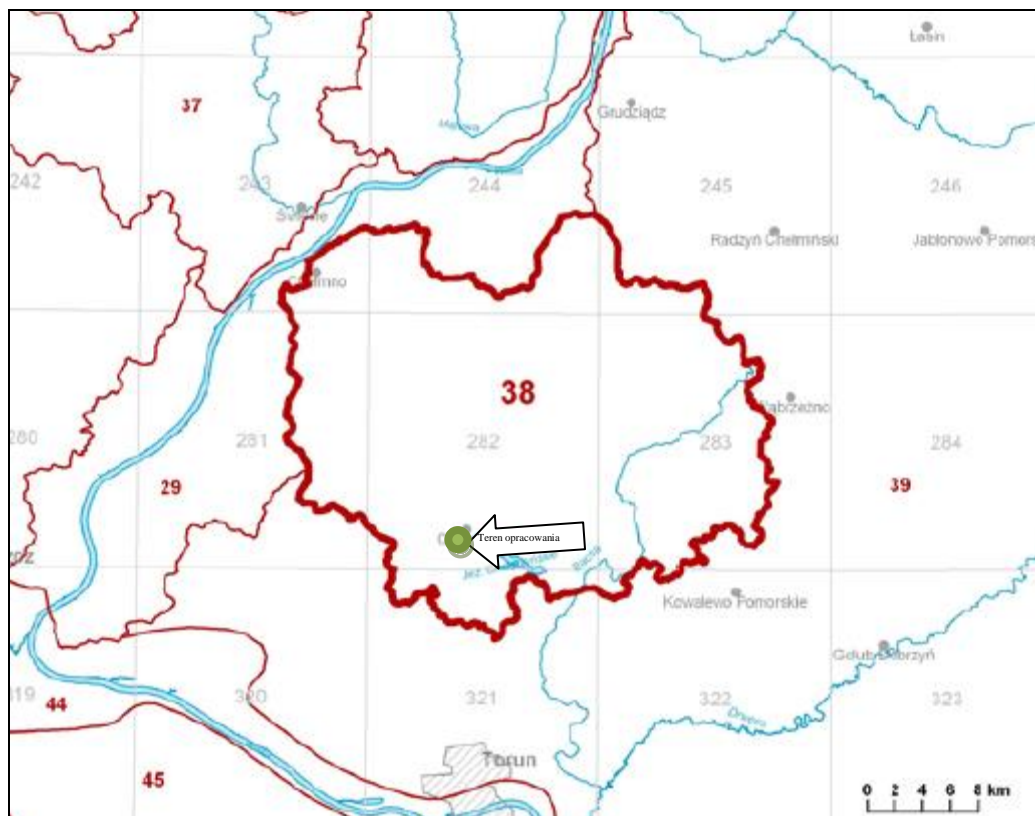 Łasin
37
Grudziądz
242
243
244
245
246
Świecie
Radzyń Chełmiński
Jabłonowo Pomors
38
Wąbrzeźno
280
281
282
283
284
29
39
Teren opracowania
Kowalewo Pomorskie
Golub Dobrzyń
319
320
321
322
323
44
Drwęca
Toruń
45
0 2 4 6 8 km